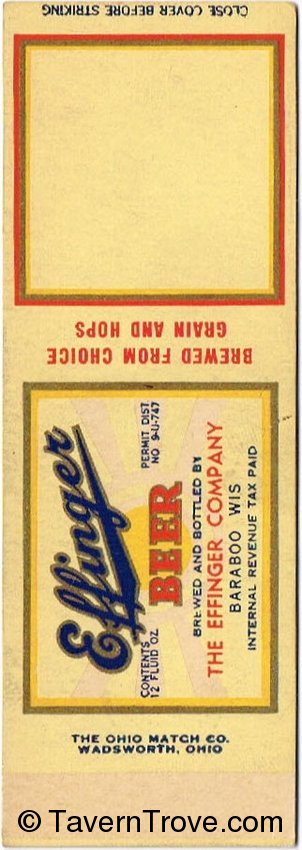 CLOSE COVER BEFORE STRIKING
BREWED FROM CHOICE
GRAIN AND HOPS
Effinger
CONTENTS
12 FLUID OZ
BEER
PERMIT DIST
NO 9-U-747
BREWED AND BOTTLED BY
THE EFFINGER COMPANY
BARABOO WIS
INTERNAL REVENUE TAX PAID
THE OHIO MATCH CO.
WADSWORTH, OHIO
© TavernTrove.com